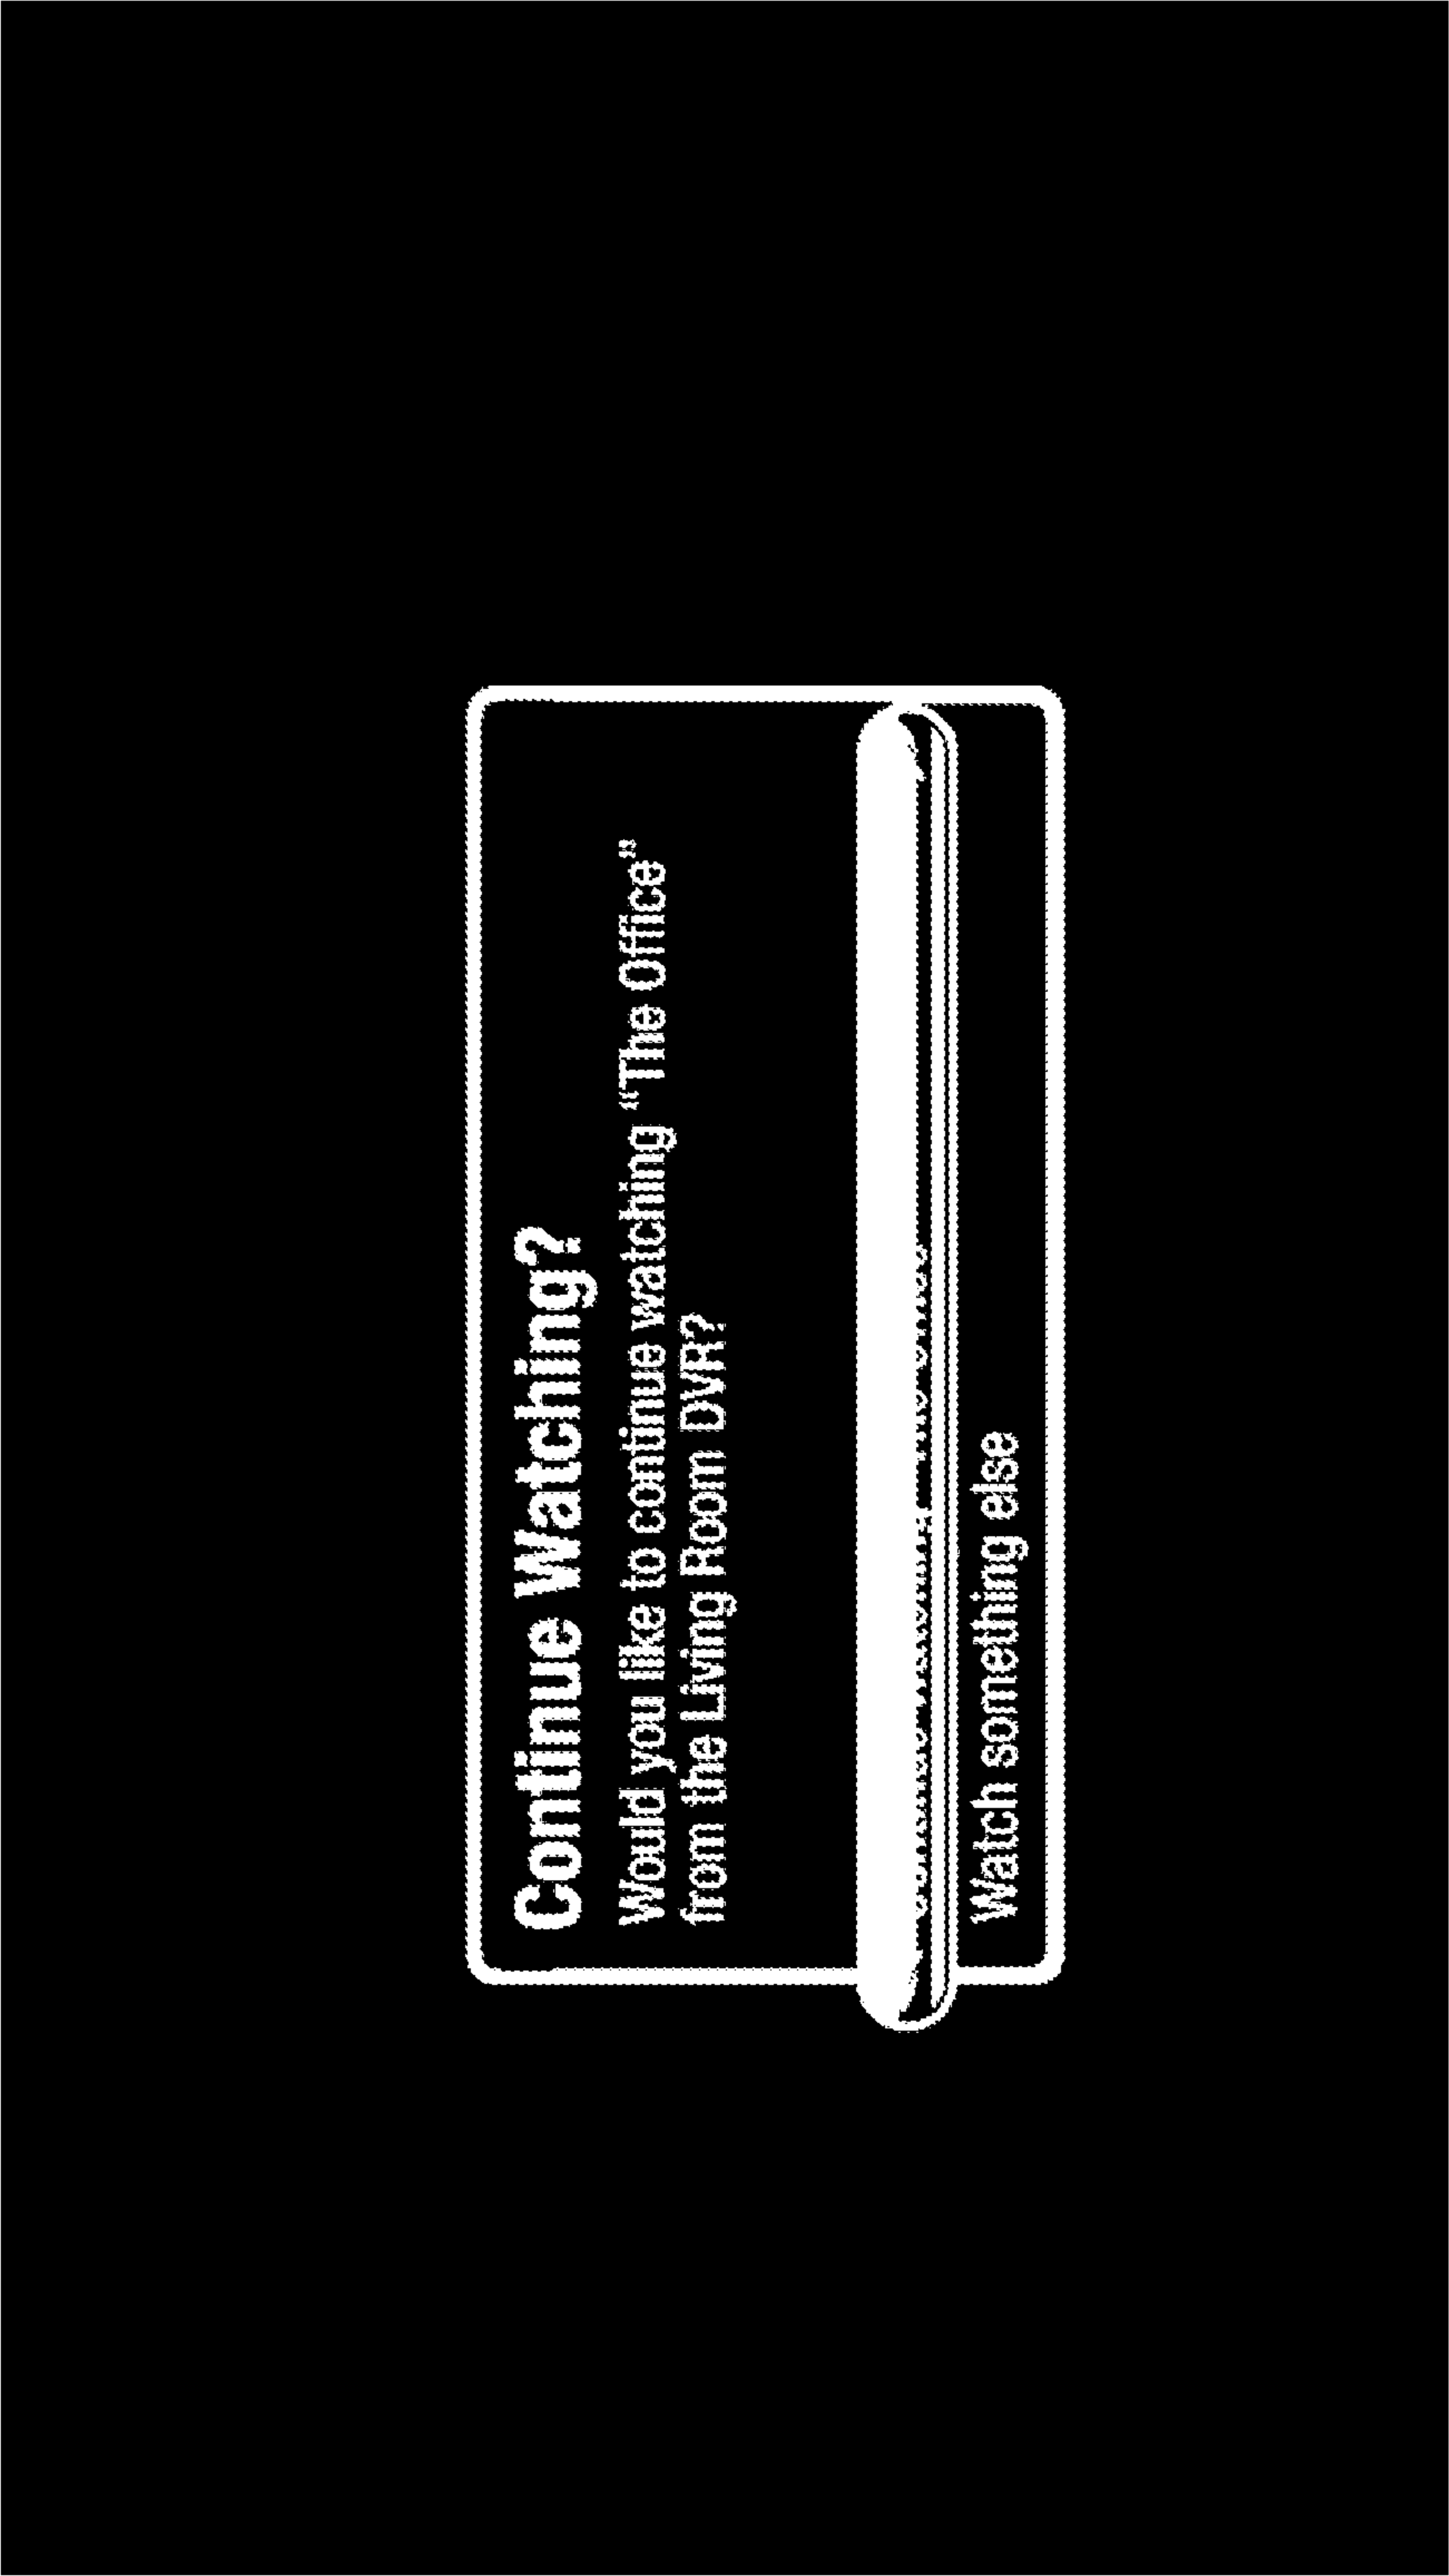 Continue Watching?
Would you like to continue watching “The Office”
from the Living Room DVR?
Watch something else